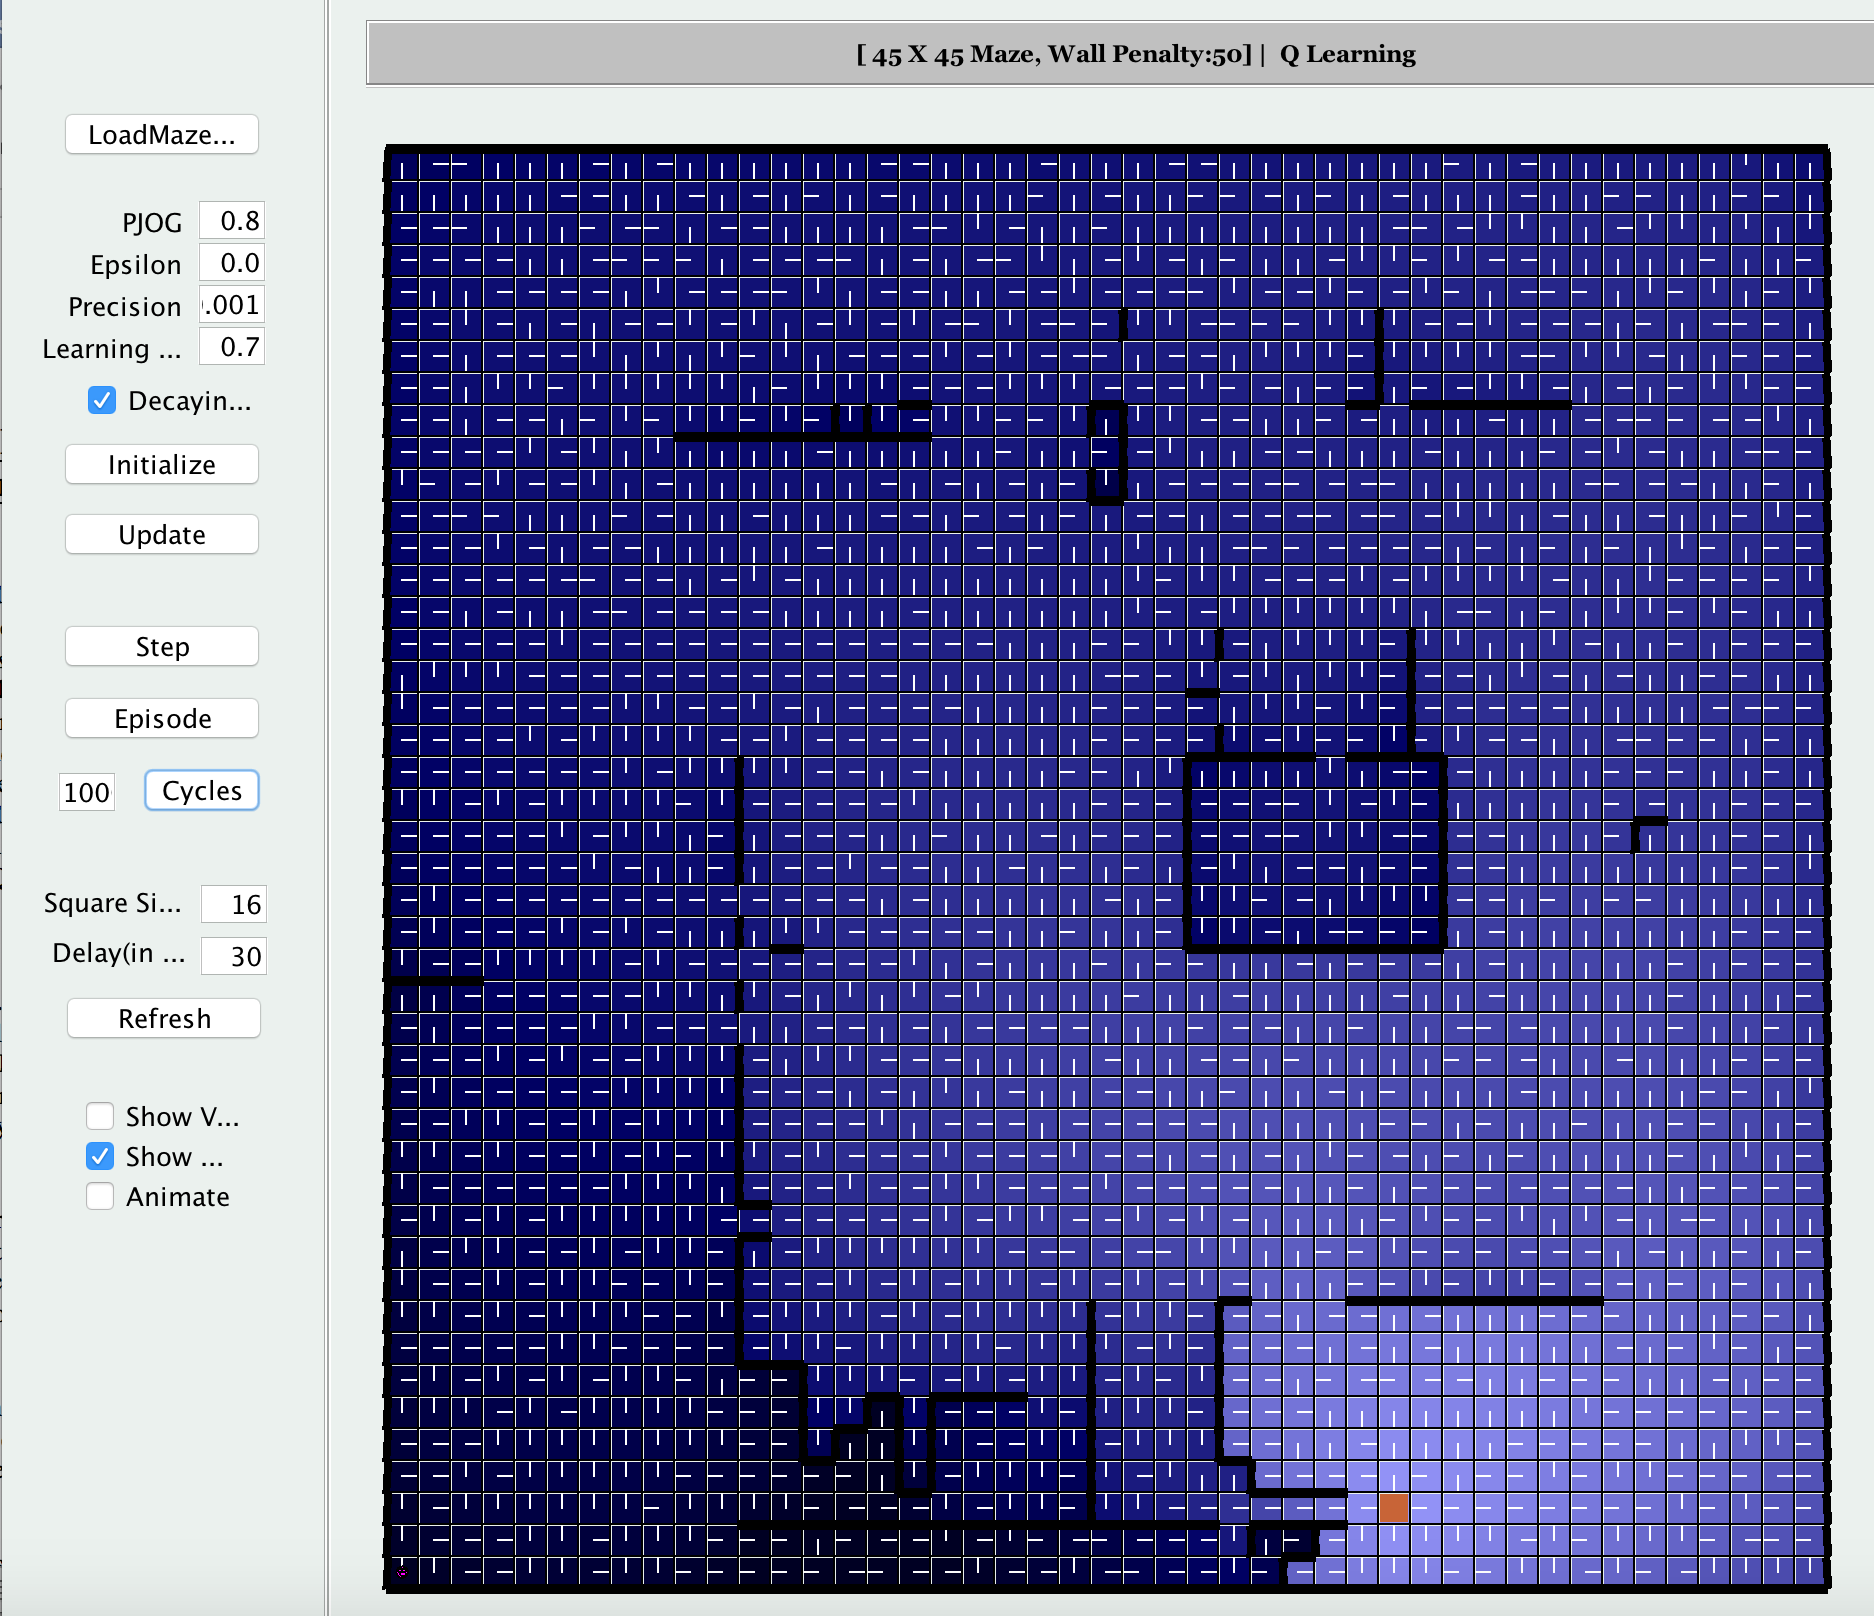 [ 45 X 45 Maze, Wall Penalty:50] | Q Learning
LoadMaze...
PJOG 0.8
Epsilon 0.0
Precision .001
Learning ... 0.7
Decayin...
Initialize
Update
Step
Episode
100 Cycles
Square Si... 16
Delay(in ... 30
Refresh
Show V...
Show ...
Animate